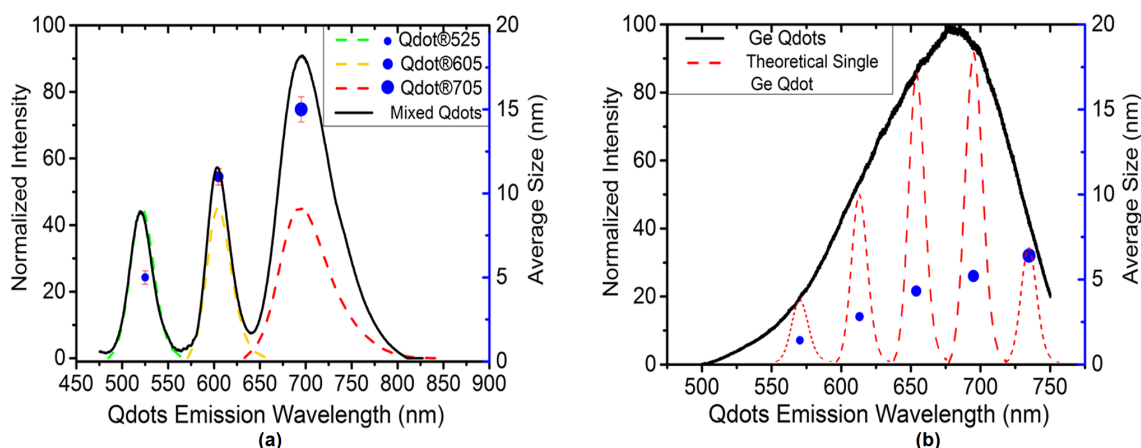 Normalized Intensity
100
80
60
40
20
0
Qdot®525
Qdot®605
Qdot®705
Mixed Qdots
20
15
10
5
0
Average Size (nm)
450 500 550 600 650 700 750 800 850 900
Qdots Emission Wavelength (nm)
(a)
Normalized Intensity
100
80
60
40
20
0
Ge Qdots
Theoretical Single
Ge Qdot
20
15
10
5
0
Average Size (nm)
500 550 600 650 700 750
Qdots Emission Wavelength (nm)
(b)